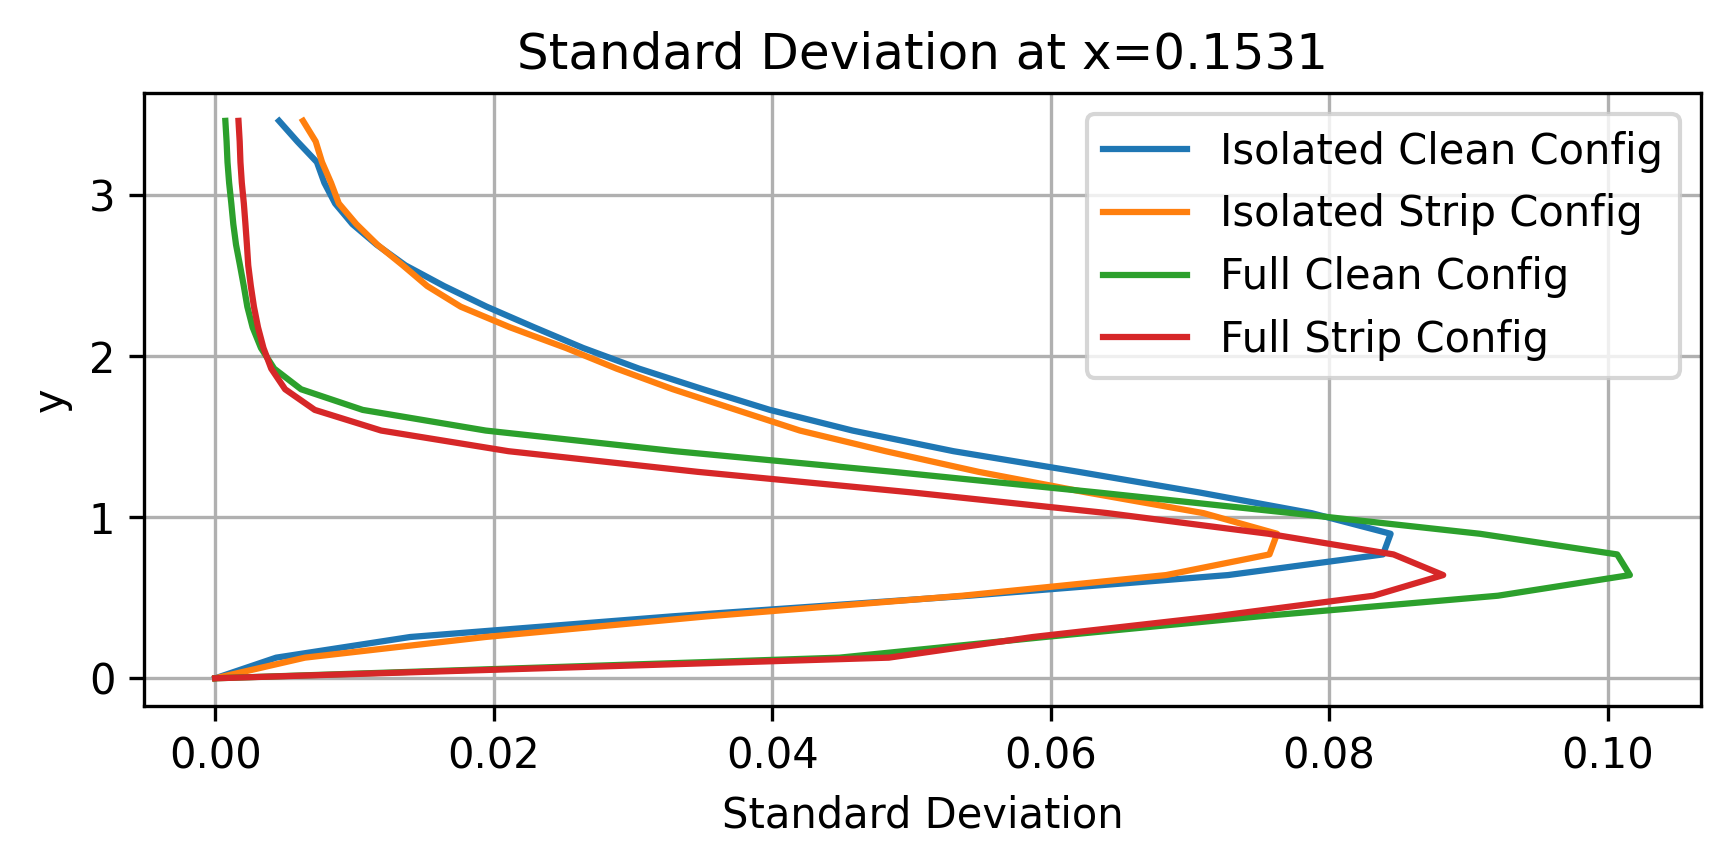 Standard Deviation at x=0.1531
Isolated Clean Config
Isolated Strip Config
Full Clean Config
Full Strip Config
3
2
1
0
y
0.00 0.02 0.04 0.06 0.08 0.10
Standard Deviation